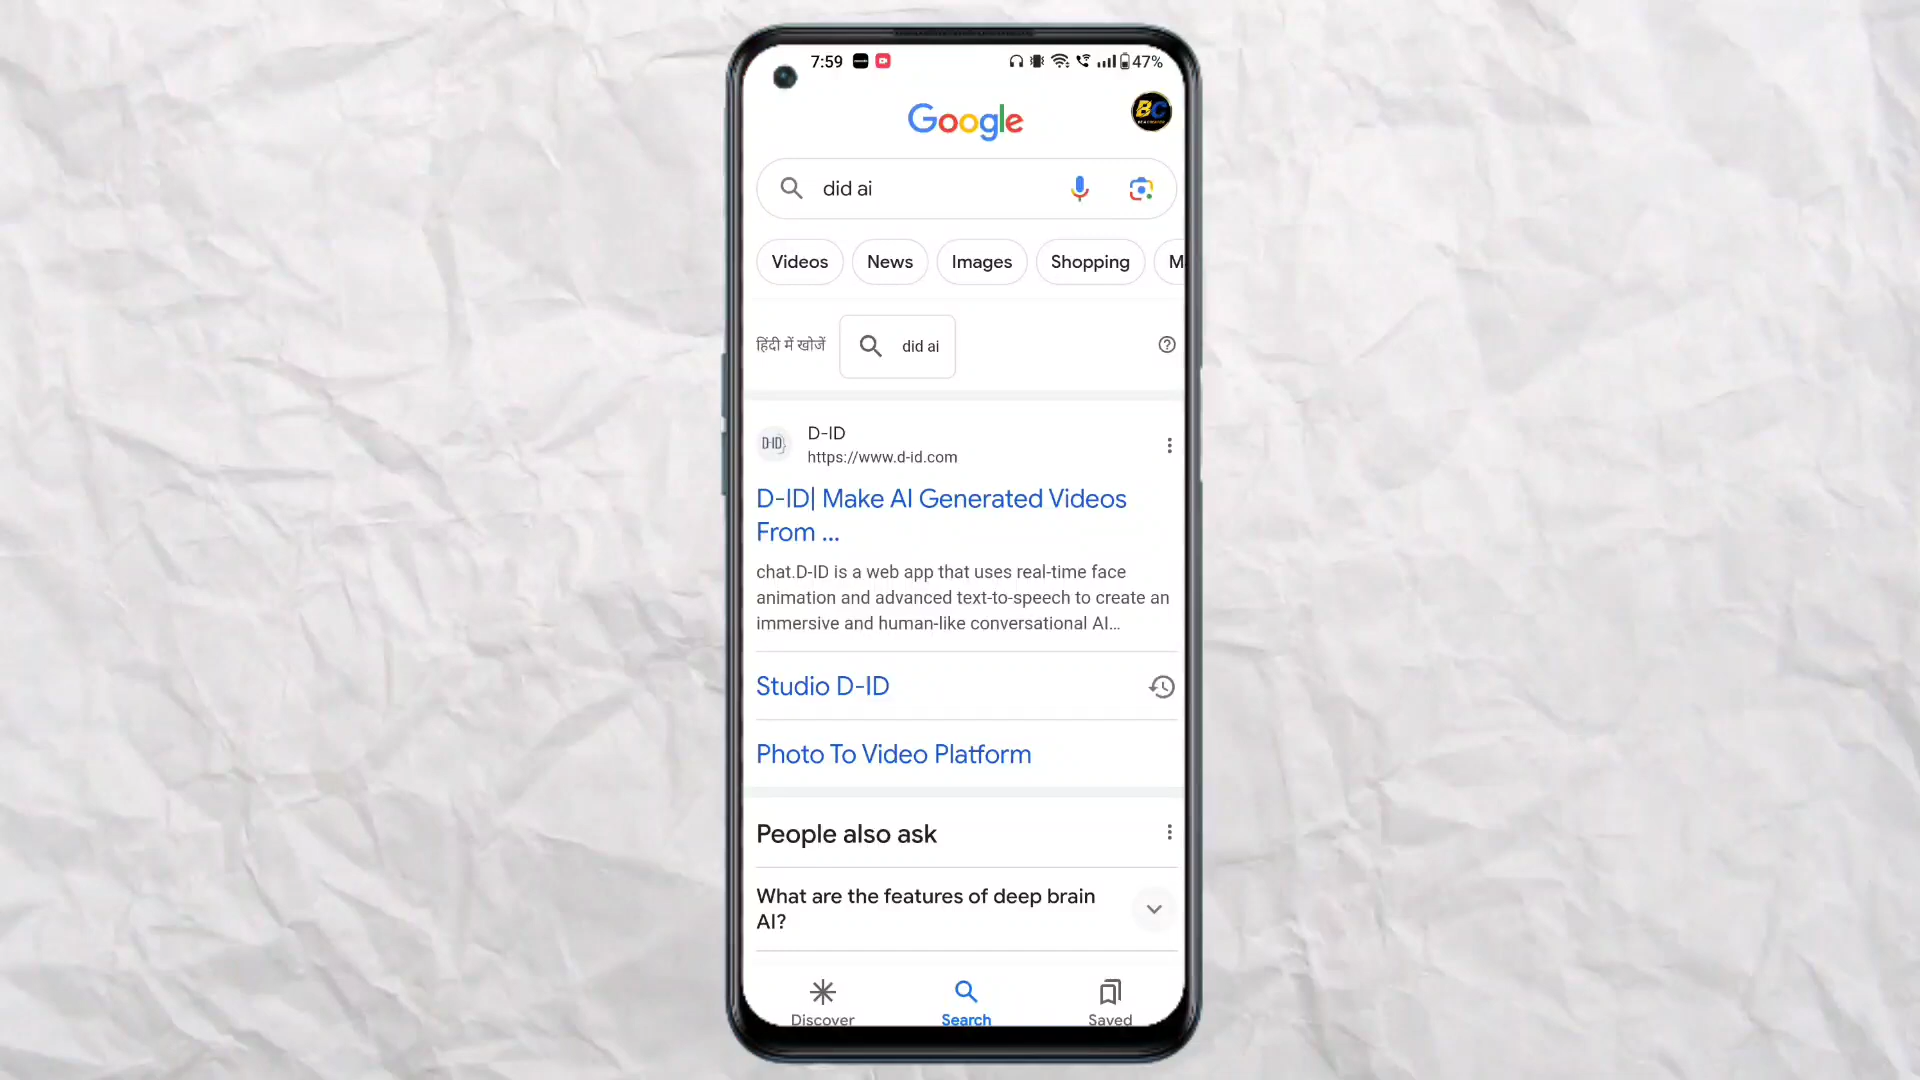 7:59
47%
Google
BC
did ai
Videos
News
Images
Shopping
M
हिंदी में खोजें
did ai
D-ID
D-ID
https://www.d-id.com
D-ID| Make AI Generated Videos
From ...
chat.D-ID is a web app that uses real-time face
animation and advanced text-to-speech to create an
immersive and human-like conversational AI...
Studio D-ID
Photo To Video Platform
People also ask
What are the features of deep brain
AI?
Discover
Search
Saved